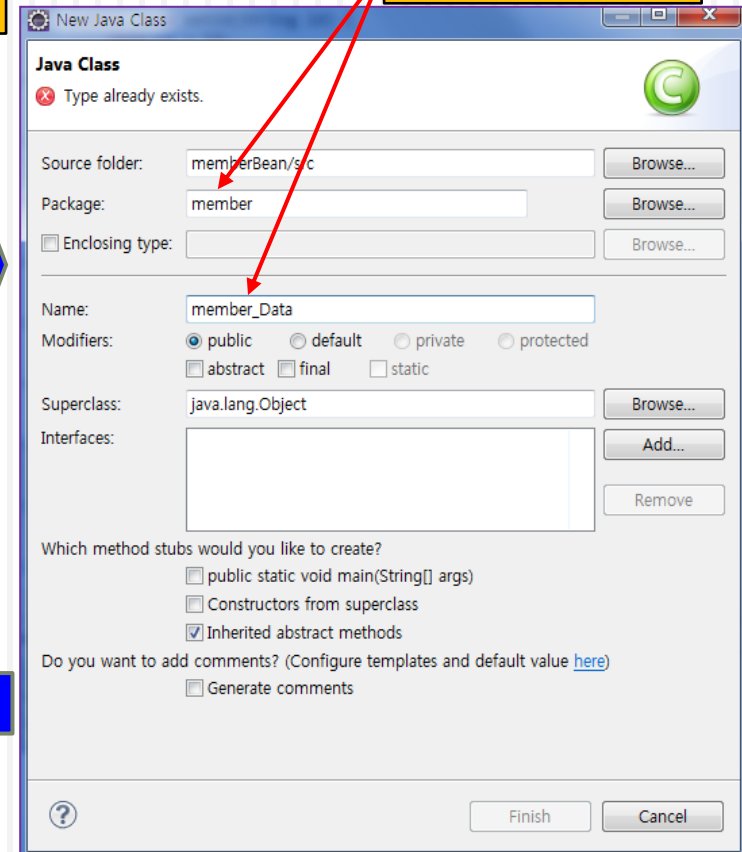 New Java Class
Java Class
Type already exists.
Source folder: memberBean/src Browse...
Package: member Browse...
Enclosing type: Browse...
Name: member_Data
Modifiers: public default private protected
abstract final static
Superclass: java.lang.Object Browse...
Interfaces: Add...
Remove
Which method stubs would you like to create?
public static void main(String[] args)
Constructors from superclass
Inherited abstract methods
Do you want to add comments? (Configure templates and default value here)
Generate comments
Finish Cancel